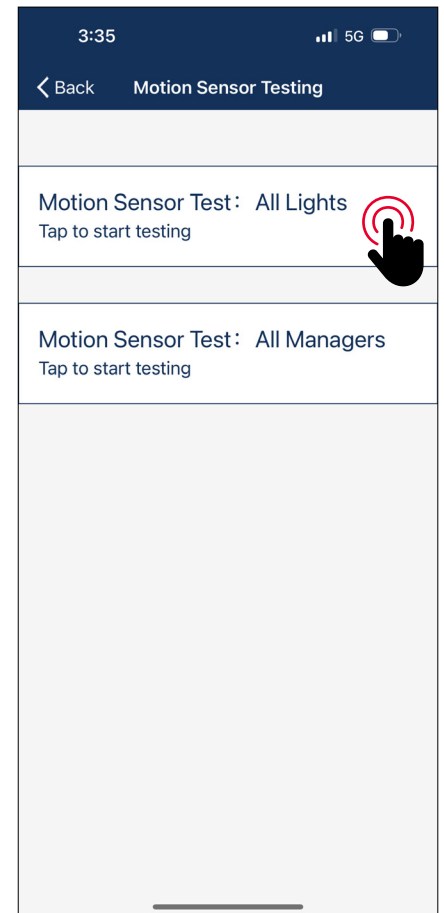 3:35 5G
Back Motion Sensor Testing
Motion Sensor Test: All Lights
Tap to start testing
Motion Sensor Test: All Managers
Tap to start testing